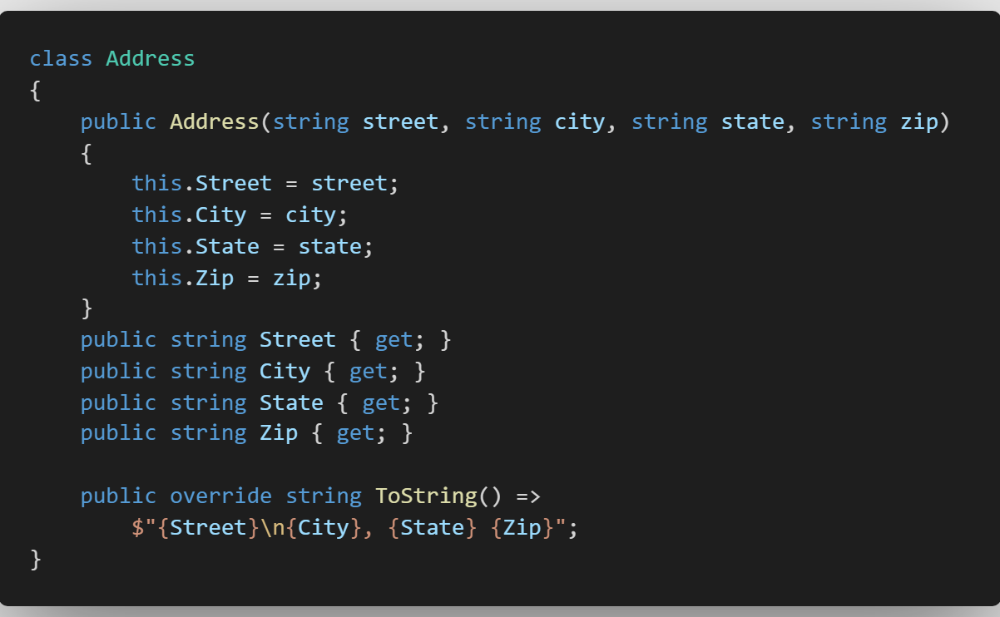 class Address
{
    public Address(string street, string city, string state, string zip)
    {
        this.Street = street;
        this.City = city;
        this.State = state;
        this.Zip = zip;
    }
    public string Street { get; }
    public string City { get; }
    public string State { get; }
    public string Zip { get; }

    public override string ToString() =>
        $"{Street}\n{City}, {State} {Zip}";
}